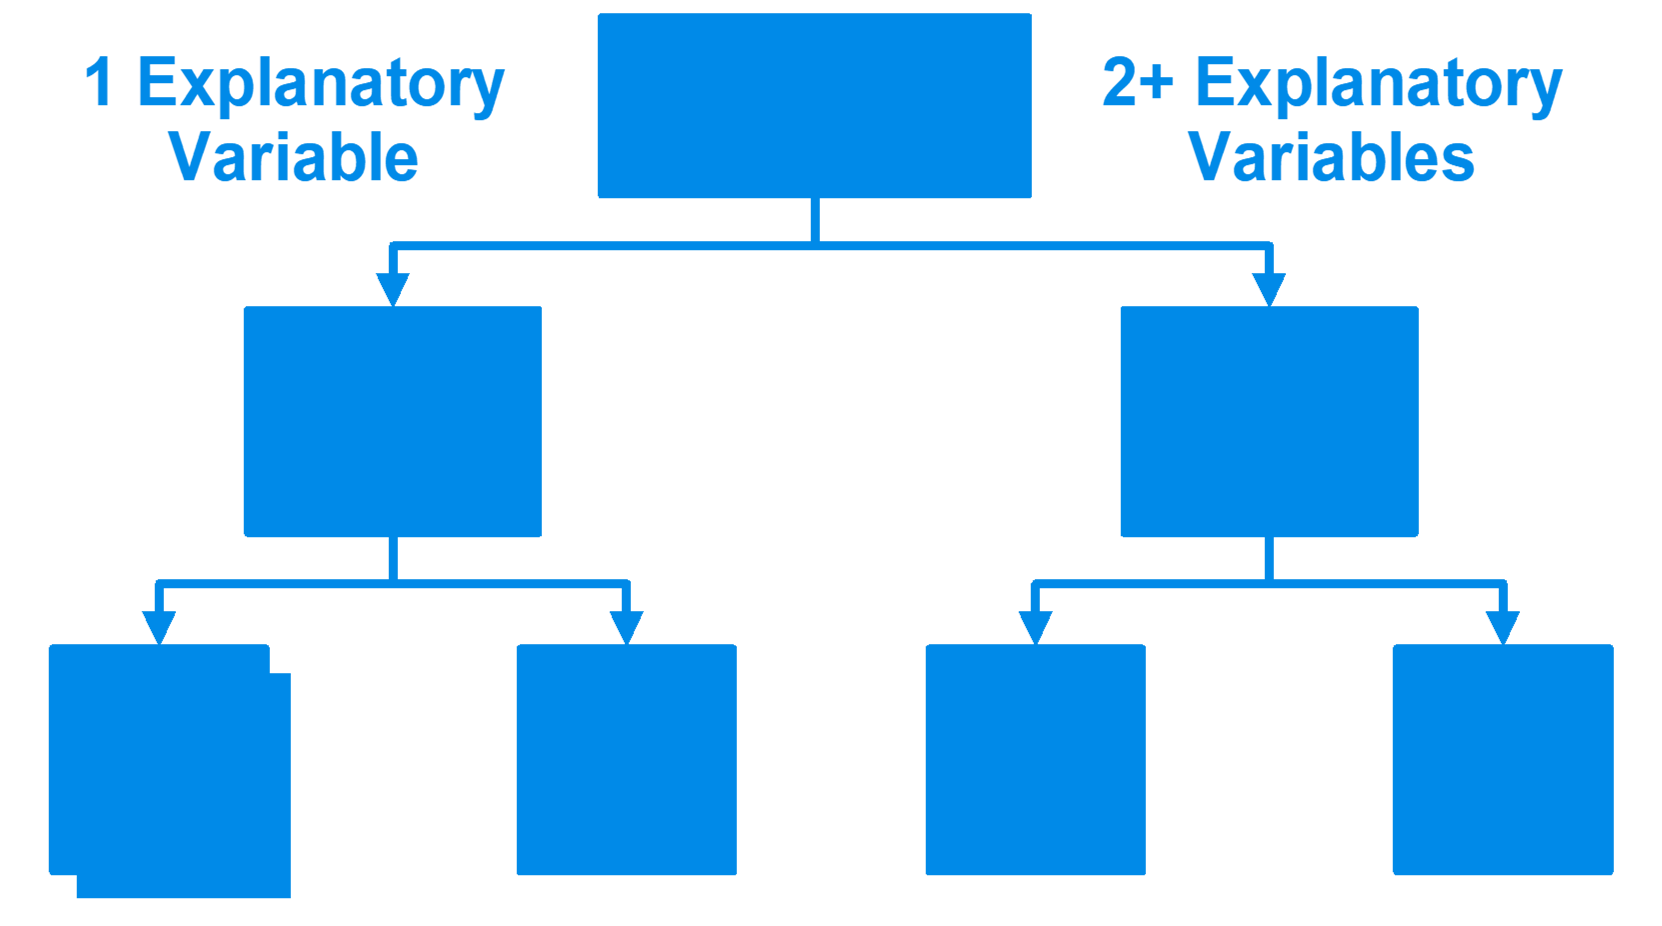 1 Explanatory
Variable
2+ Explanatory
Variables